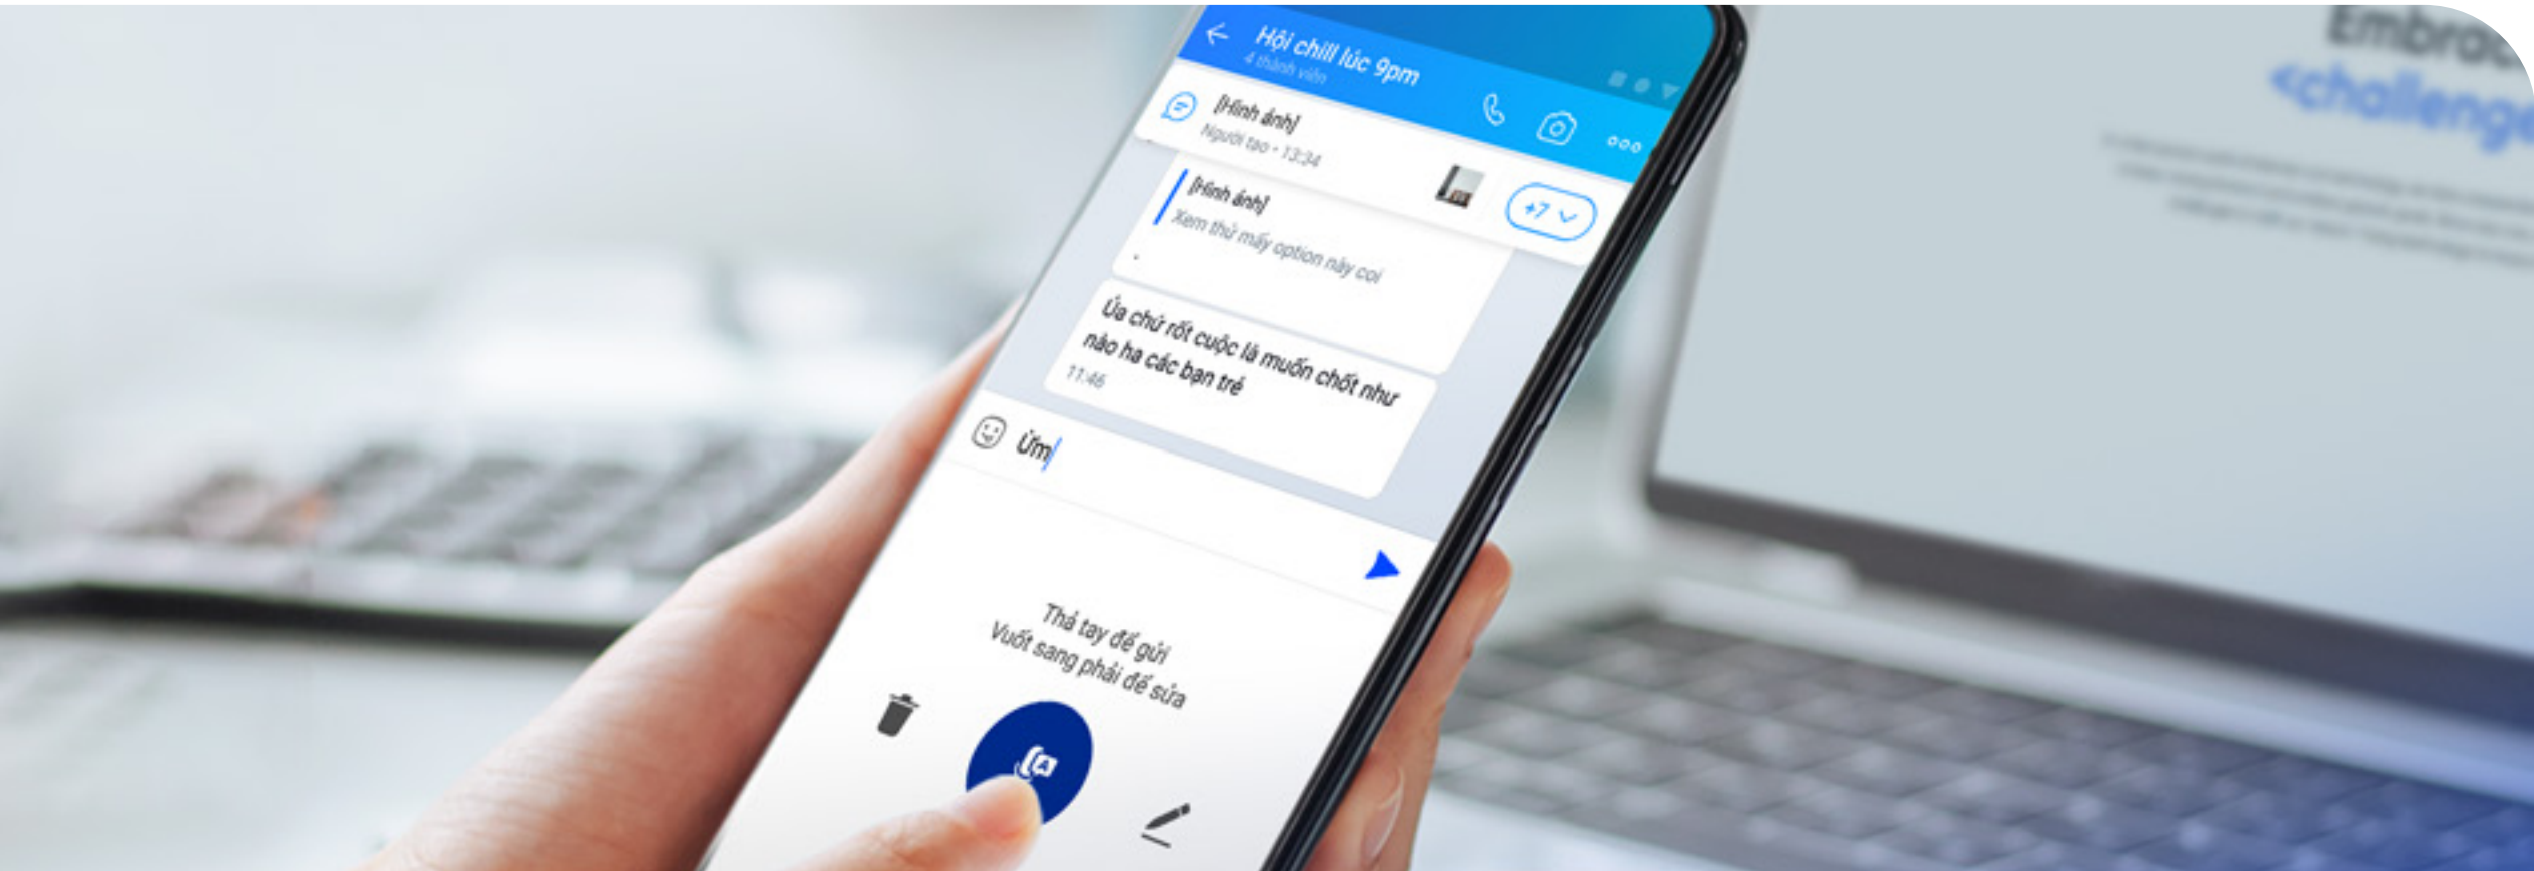 Hội chill lúc 9pm
4 thành viên
[Hình ảnh]
Người tạo • 13:34
+7
[Hình ảnh]
Xem thử mấy option này coi
.
Ủa chứ rốt cuộc là muốn chốt như
nào ha các bạn trẻ
11:46
Ừm
Thả tay để gửi
Vuốt sang phải để sửa
A
Embrac
<challenge